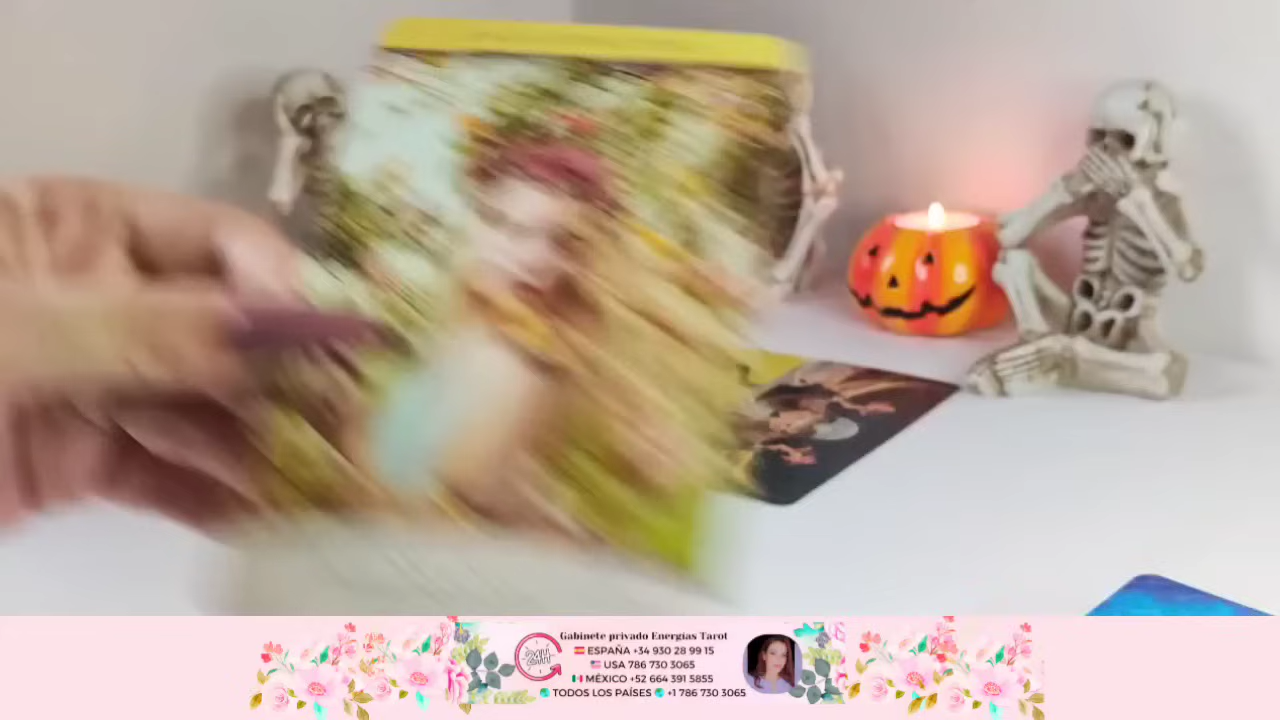 Gabinete privado Energías Tarot
ESPAÑA +34 930 28 99 15
USA 786 730 3065
MÉXICO +52 664 391 5855
TODOS LOS PAÍSES +1 786 730 3065